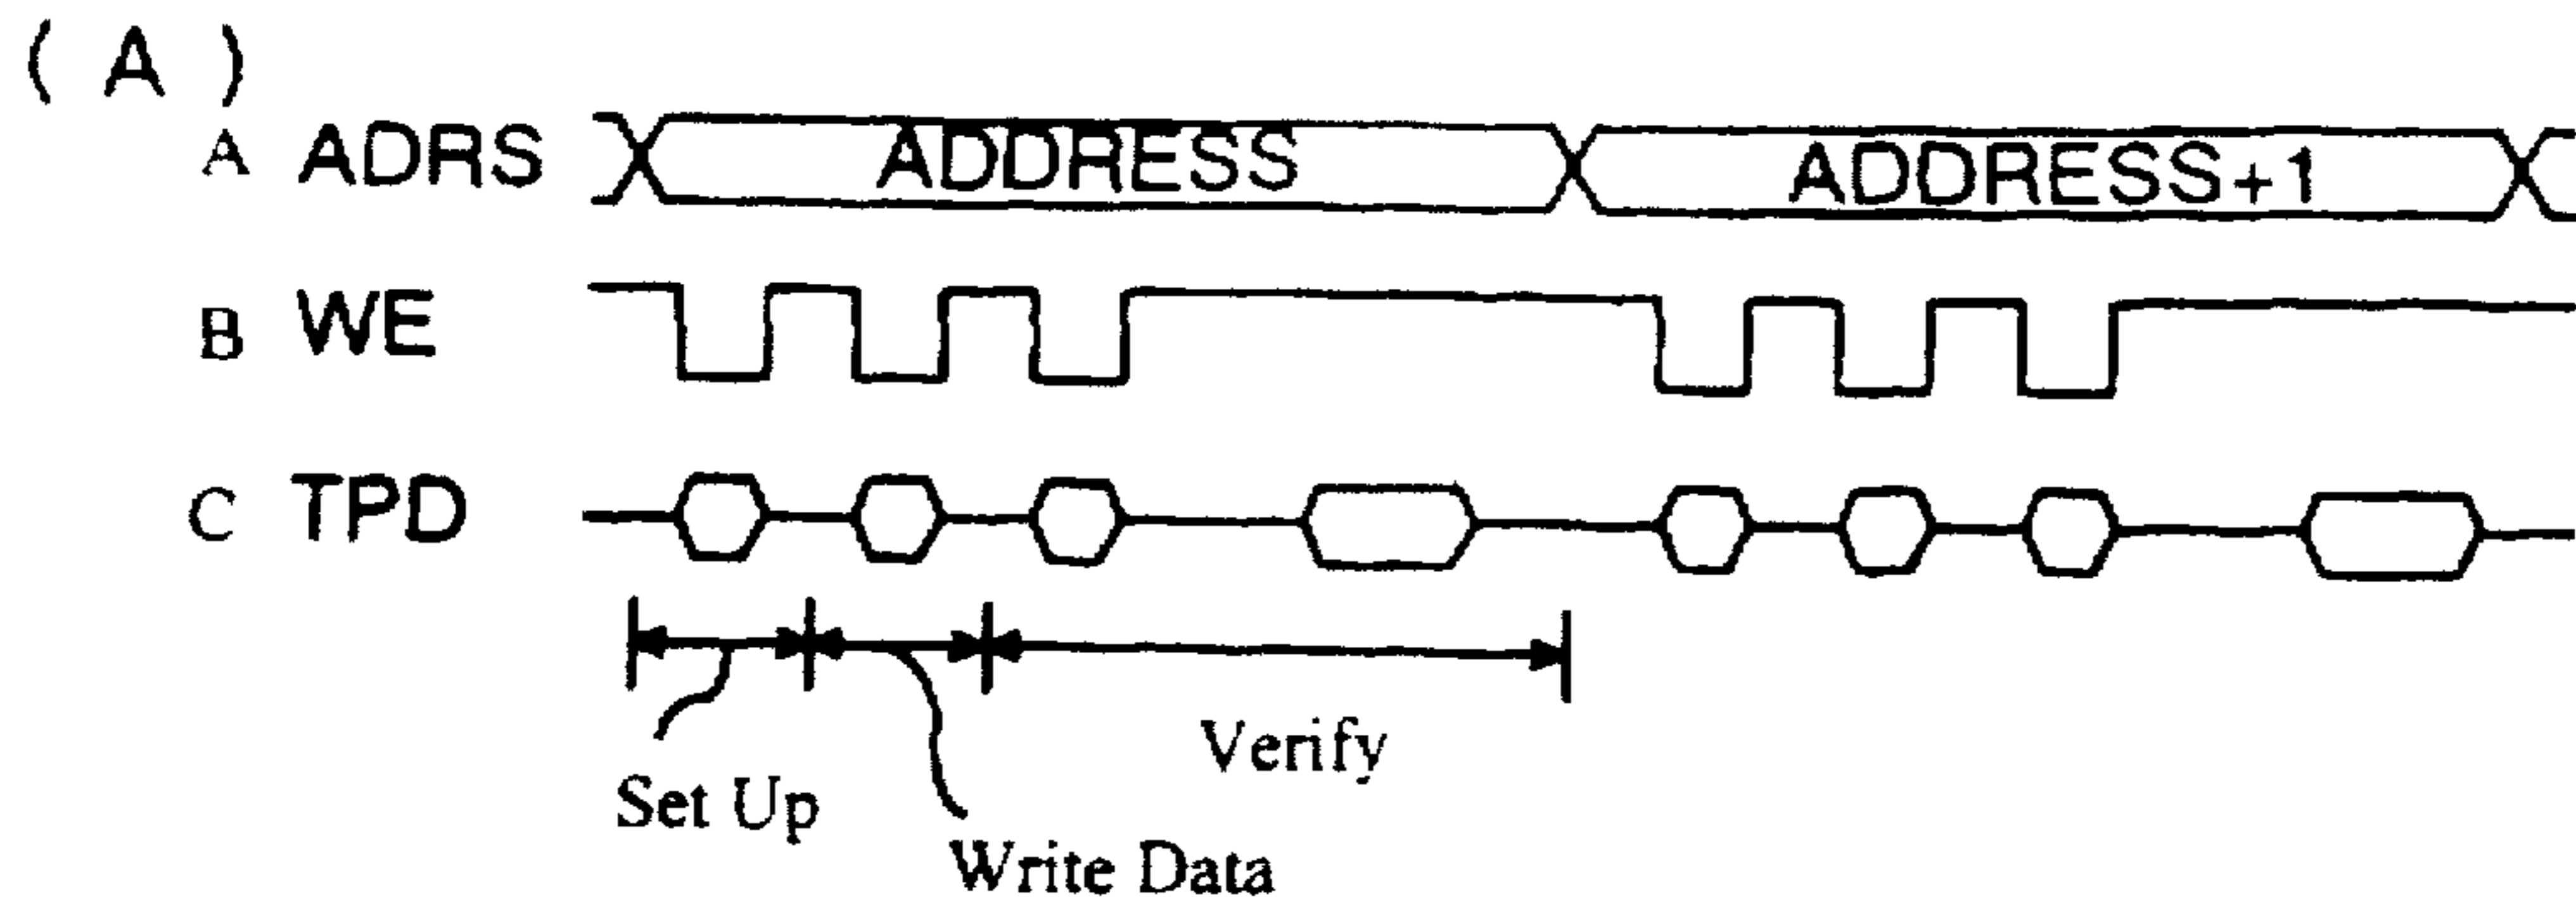 ( A )
A ADRS ADDRESS ADDRESS+1
B WE
C TPD
Verify
Set Up
Write Data